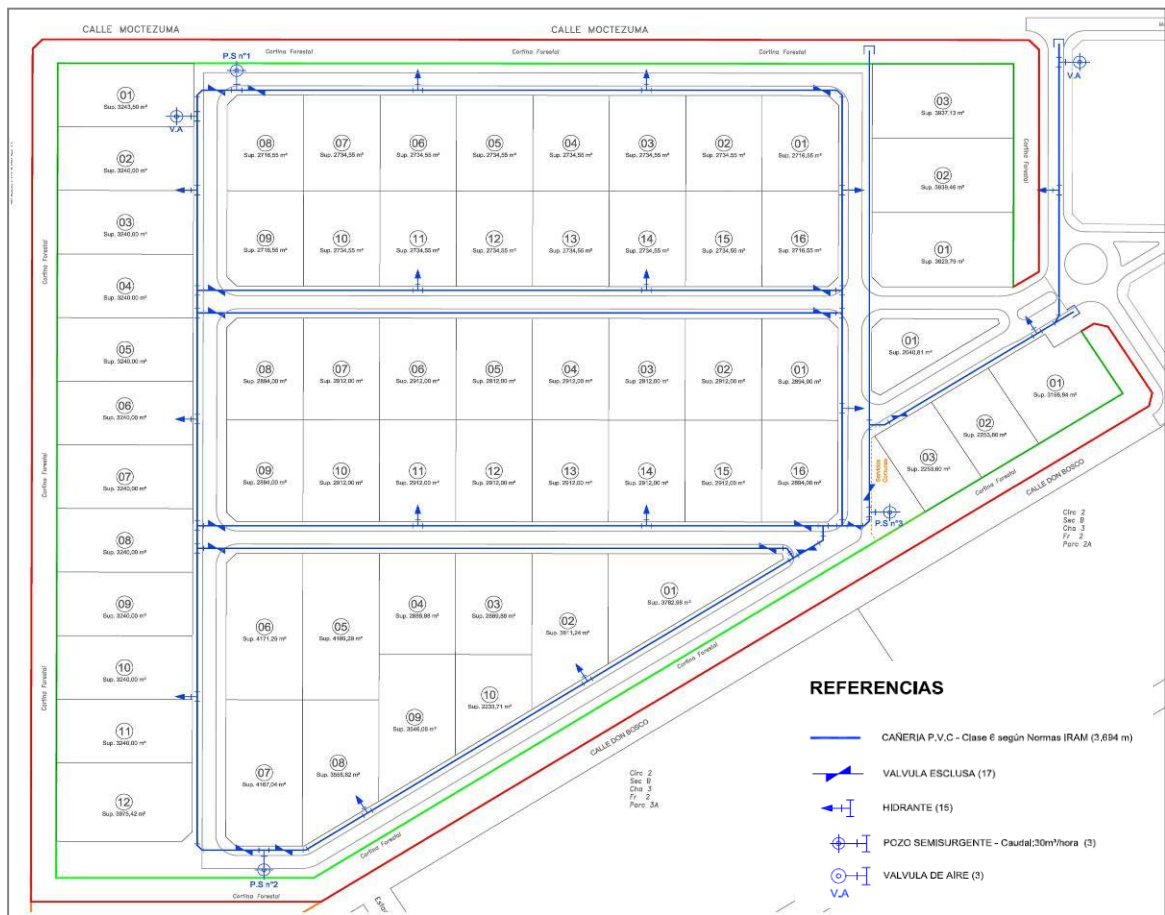 CALLE MOCTEZUMA
CALLE MOCTEZUMA
Cortina Forestal
Cortina Forestal
Cortina Forestal
P.S nº1
V.A
V.A
01
Sup. 3243,50 m²
02
Sup. 3240,00 m²
03
Sup. 3240,00 m²
04
Sup. 3240,00 m²
05
Sup. 3240,00 m²
06
Sup. 3240,00 m²
07
Sup. 3240,00 m²
08
Sup. 3240,00 m²
09
Sup. 3240,00 m²
10
Sup. 3240,00 m²
11
Sup. 3240,00 m²
12
Sup. 3975,42 m²
Cortina Forestal
Cortina Forestal
Cortina Forestal
08
Sup. 2716,55 m²
07
Sup. 2734,55 m²
06
Sup. 2734,55 m²
05
Sup. 2734,55 m²
04
Sup. 2734,55 m²
03
Sup. 2734,55 m²
02
Sup. 2734,55 m²
01
Sup. 2716,55 m²
09
Sup. 2716,55 m²
10
Sup. 2734,55 m²
11
Sup. 2734,55 m²
12
Sup. 2734,55 m²
13
Sup. 2734,55 m²
14
Sup. 2734,55 m²
15
Sup. 2734,55 m²
16
Sup. 2716,55 m²
03
Sup. 3937,13 m²
02
Sup. 3939,46 m²
01
Sup. 3923,79 m²
Cortina Forestal
08
Sup. 2894,00 m²
07
Sup. 2912,00 m²
06
Sup. 2912,00 m²
05
Sup. 2912,00 m²
04
Sup. 2912,00 m²
03
Sup. 2912,00 m²
02
Sup. 2912,00 m²
01
Sup. 2894,00 m²
09
Sup. 2894,00 m²
10
Sup. 2912,00 m²
11
Sup. 2912,00 m²
12
Sup. 2912,00 m²
13
Sup. 2912,00 m²
14
Sup. 2912,00 m²
15
Sup. 2912,00 m²
16
Sup. 2894,00 m²
01
01
02
Sup. 2253,80 m²
03
Sup. 2253,80 m²
Servicios
Comunales
P.S nº3
Cortina Forestal
CALLE DON BOSCO
Circ 2
Sec B
Cha 3
Fr 2
Parc 2A
06
Sup. 4171,29 m²
05
04
03
02
Sup. 3511,24 m²
01
10
Sup. 2233,71 m²
09
08
07
Sup. 4167,04 m²
P.S nº2
Cortina Forestal
Cortina Forestal
Cortina Forestal
CALLE DON BOSCO
Circ 2
Sec B
Cha 3
Fr 2
Parc 3A
REFERENCIAS
CAÑERIA P.V.C - Clase 6 según Normas IRAM (3,694 m)
VALVULA ESCLUSA (17)
HIDRANTE (15)
POZO SEMISURGENTE - Caudal;30m³/hora (3)
VALVULA DE AIRE (3)
V.A